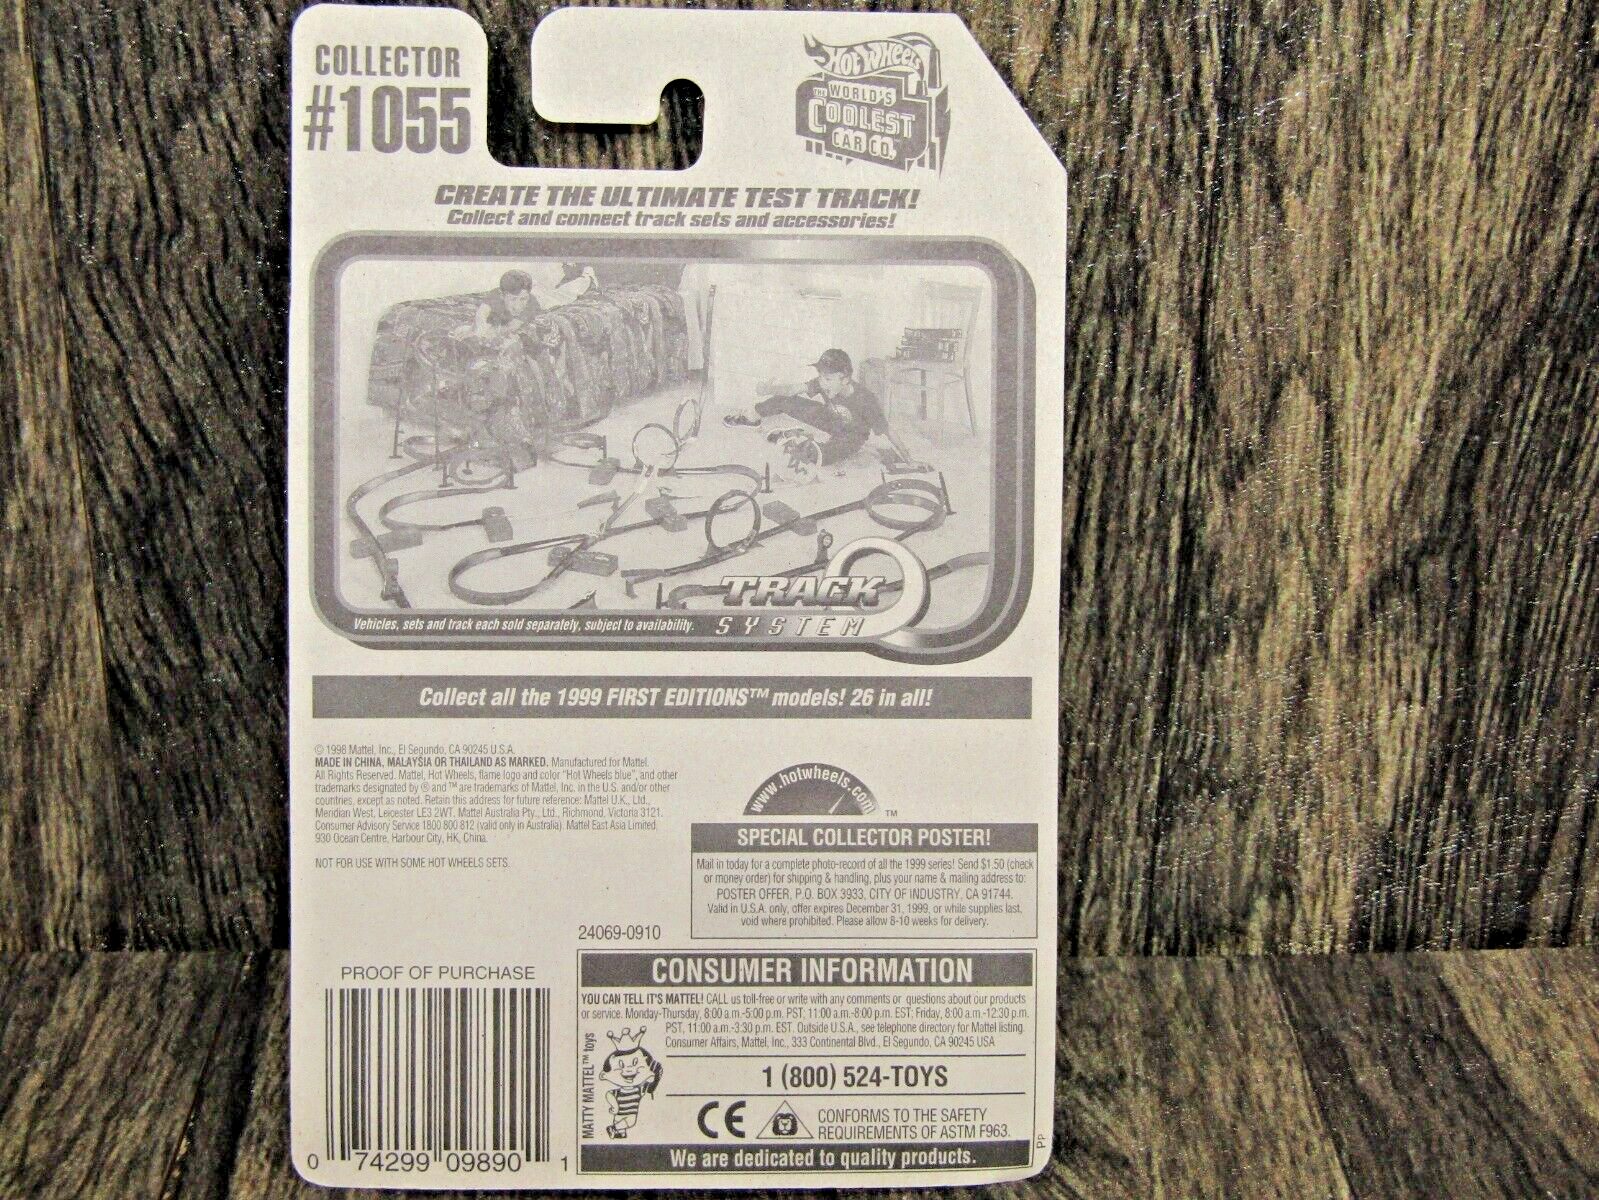 COLLECTOR
#1055
HOT WHEELS
THE WORLD'S
COOLEST
CAR CO.
CREATE THE ULTIMATE TEST TRACK!
Collect and connect track sets and accessories!
TRACK
SYSTEM
Vehicles, sets and track each sold separately, subject to availability.
Collect all the 1999 FIRST EDITIONS™ models! 26 in all!
© 1998 Mattel, Inc., El Segundo, CA 90245 U.S.A.
MADE IN CHINA, MALAYSIA OR THAILAND AS MARKED. Manufactured for Mattel.
All Rights Reserved. Mattel, Hot Wheels, flame logo and color "Hot Wheels blue", and other
trademarks designated by ® and ™ are trademarks of Mattel, Inc. in the U.S. and/or other
countries, except as noted. Retain this address for future reference: Mattel U.K., Ltd.,
Meridian West, Leicester LE3 2WT. Mattel Australia Pty., Ltd., Richmond, Victoria 3121.
Consumer Advisory Service 1800 800 812 (valid only in Australia). Mattel East Asia Limited,
930 Ocean Centre, Harbour City, HK, China.
NOT FOR USE WITH SOME HOT WHEELS SETS.
www.hotwheels.com
™
SPECIAL COLLECTOR POSTER!
Mail in today for a complete photo-record of all the 1999 series! Send $1.50 (check
or money order) for shipping & handling, plus your name & mailing address to:
POSTER OFFER, P.O. BOX 3933, CITY OF INDUSTRY, CA 91744.
Valid in U.S.A. only, offer expires December 31, 1999, or while supplies last,
void where prohibited. Please allow 8-10 weeks for delivery.
24069-0910
PROOF OF PURCHASE
0 74299 09890 1
CONSUMER INFORMATION
YOU CAN TELL IT'S MATTEL! CALL us toll-free or write with any comments or questions about our products
or service. Monday-Thursday, 8:00 a.m.-5:00 p.m. PST; 11:00 a.m.-8:00 p.m. EST; Friday, 8:00 a.m.-12:30 p.m.
PST, 11:00 a.m.-3:30 p.m. EST. Outside U.S.A., see telephone directory for Mattel listing.
Consumer Affairs, Mattel, Inc., 333 Continental Blvd., El Segundo, CA 90245 USA
MATTY MATTEL™ toys
1 (800) 524-TOYS
CE
CONFORMS TO THE SAFETY
REQUIREMENTS OF ASTM F963.
We are dedicated to quality products.
PP